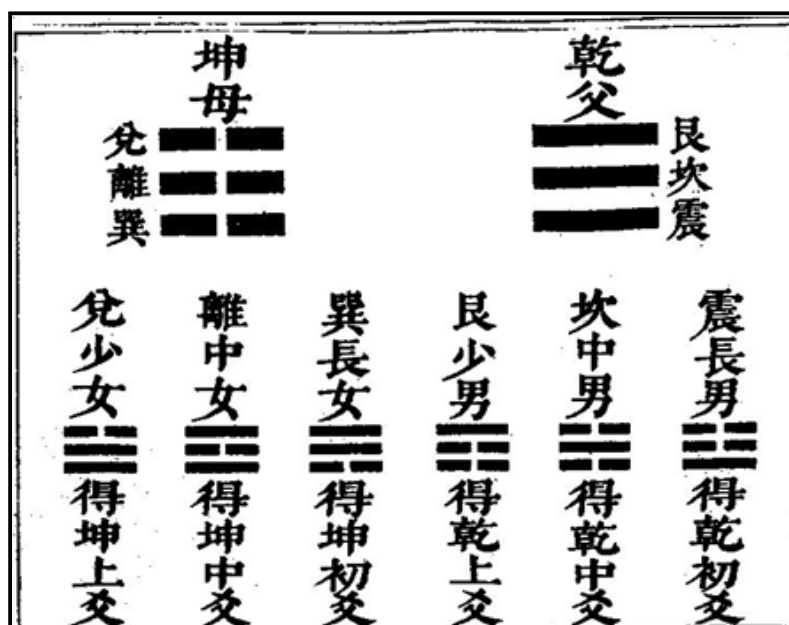 乾父
艮坎震
坤母
兌離巽
震長男
得乾初爻
坎中男
得乾中爻
艮少男
得乾上爻
巽長女
得坤初爻
離中女
得坤中爻
兌少女
得坤上爻